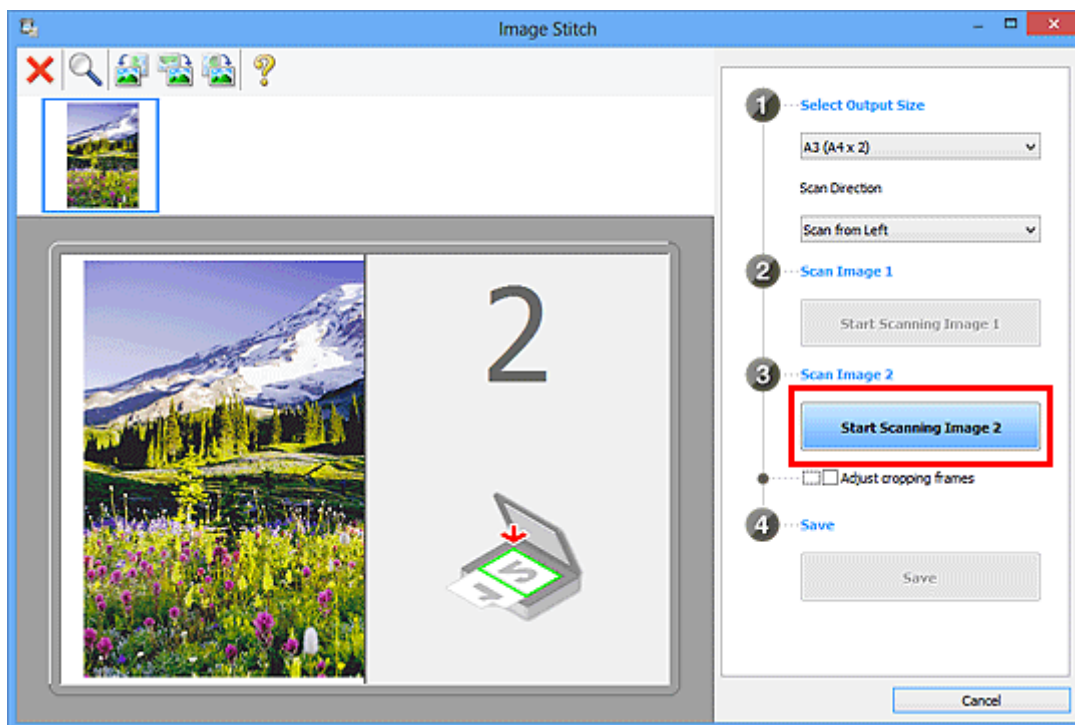 Image Stitch
1 Select Output Size
A3 (A4 x 2)
Scan Direction
Scan from Left
2 Scan Image 1
Start Scanning Image 1
3 Scan Image 2
Start Scanning Image 2
Adjust cropping frames
4 Save
Save
Cancel
2
1 2